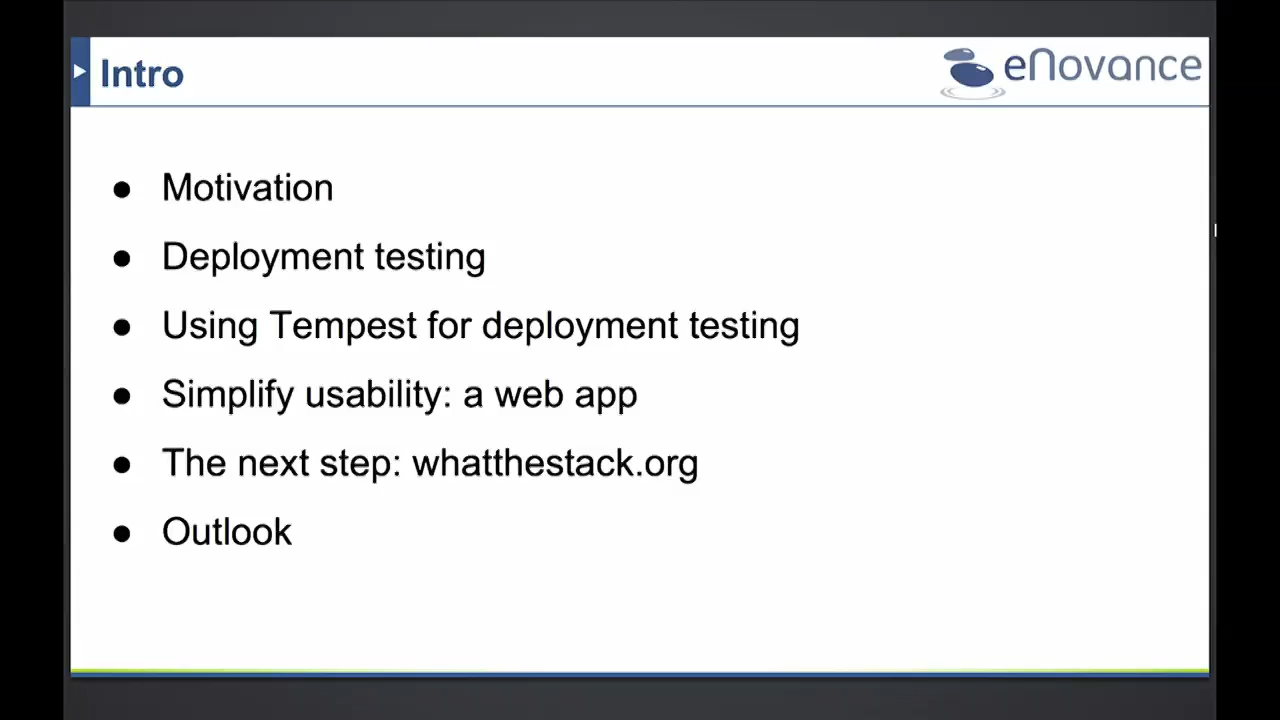 Intro
eNovance
● Motivation
● Deployment testing
● Using Tempest for deployment testing
● Simplify usability: a web app
● The next step: whatthestack.org
● Outlook